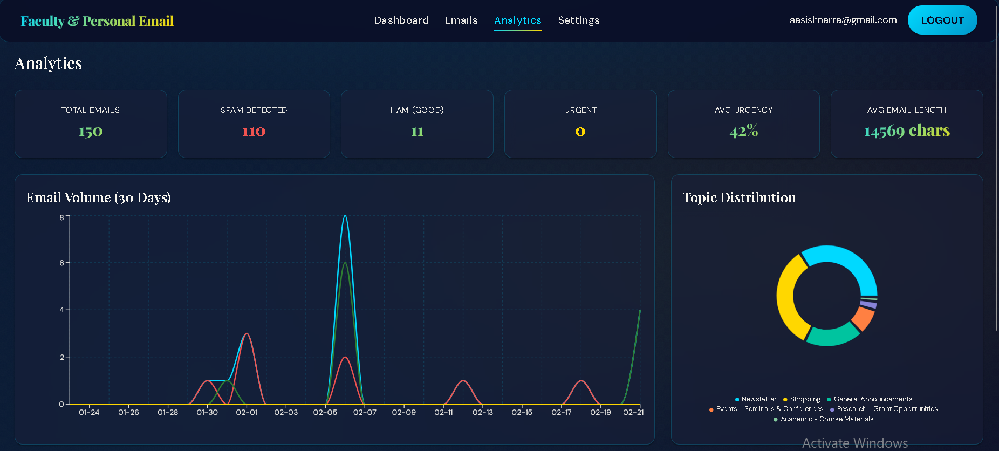 Faculty & Personal Email
Dashboard Emails Analytics Settings
aasishnarra@gmail.com LOGOUT
Analytics
TOTAL EMAILS
150
SPAM DETECTED
110
HAM (GOOD)
11
URGENT
0
AVG URGENCY
42%
AVG EMAIL LENGTH
14569 chars
Email Volume (30 Days)
8
6
4
2
0
01-24 01-26 01-28 01-30 02-01 02-03 02-05 02-07 02-09 02-11 02-13 02-15 02-17 02-19 02-21
Topic Distribution
Newsletter Shopping General Announcements
Events - Seminars & Conferences Research - Grant Opportunities
Academic - Course Materials
Activate Windows